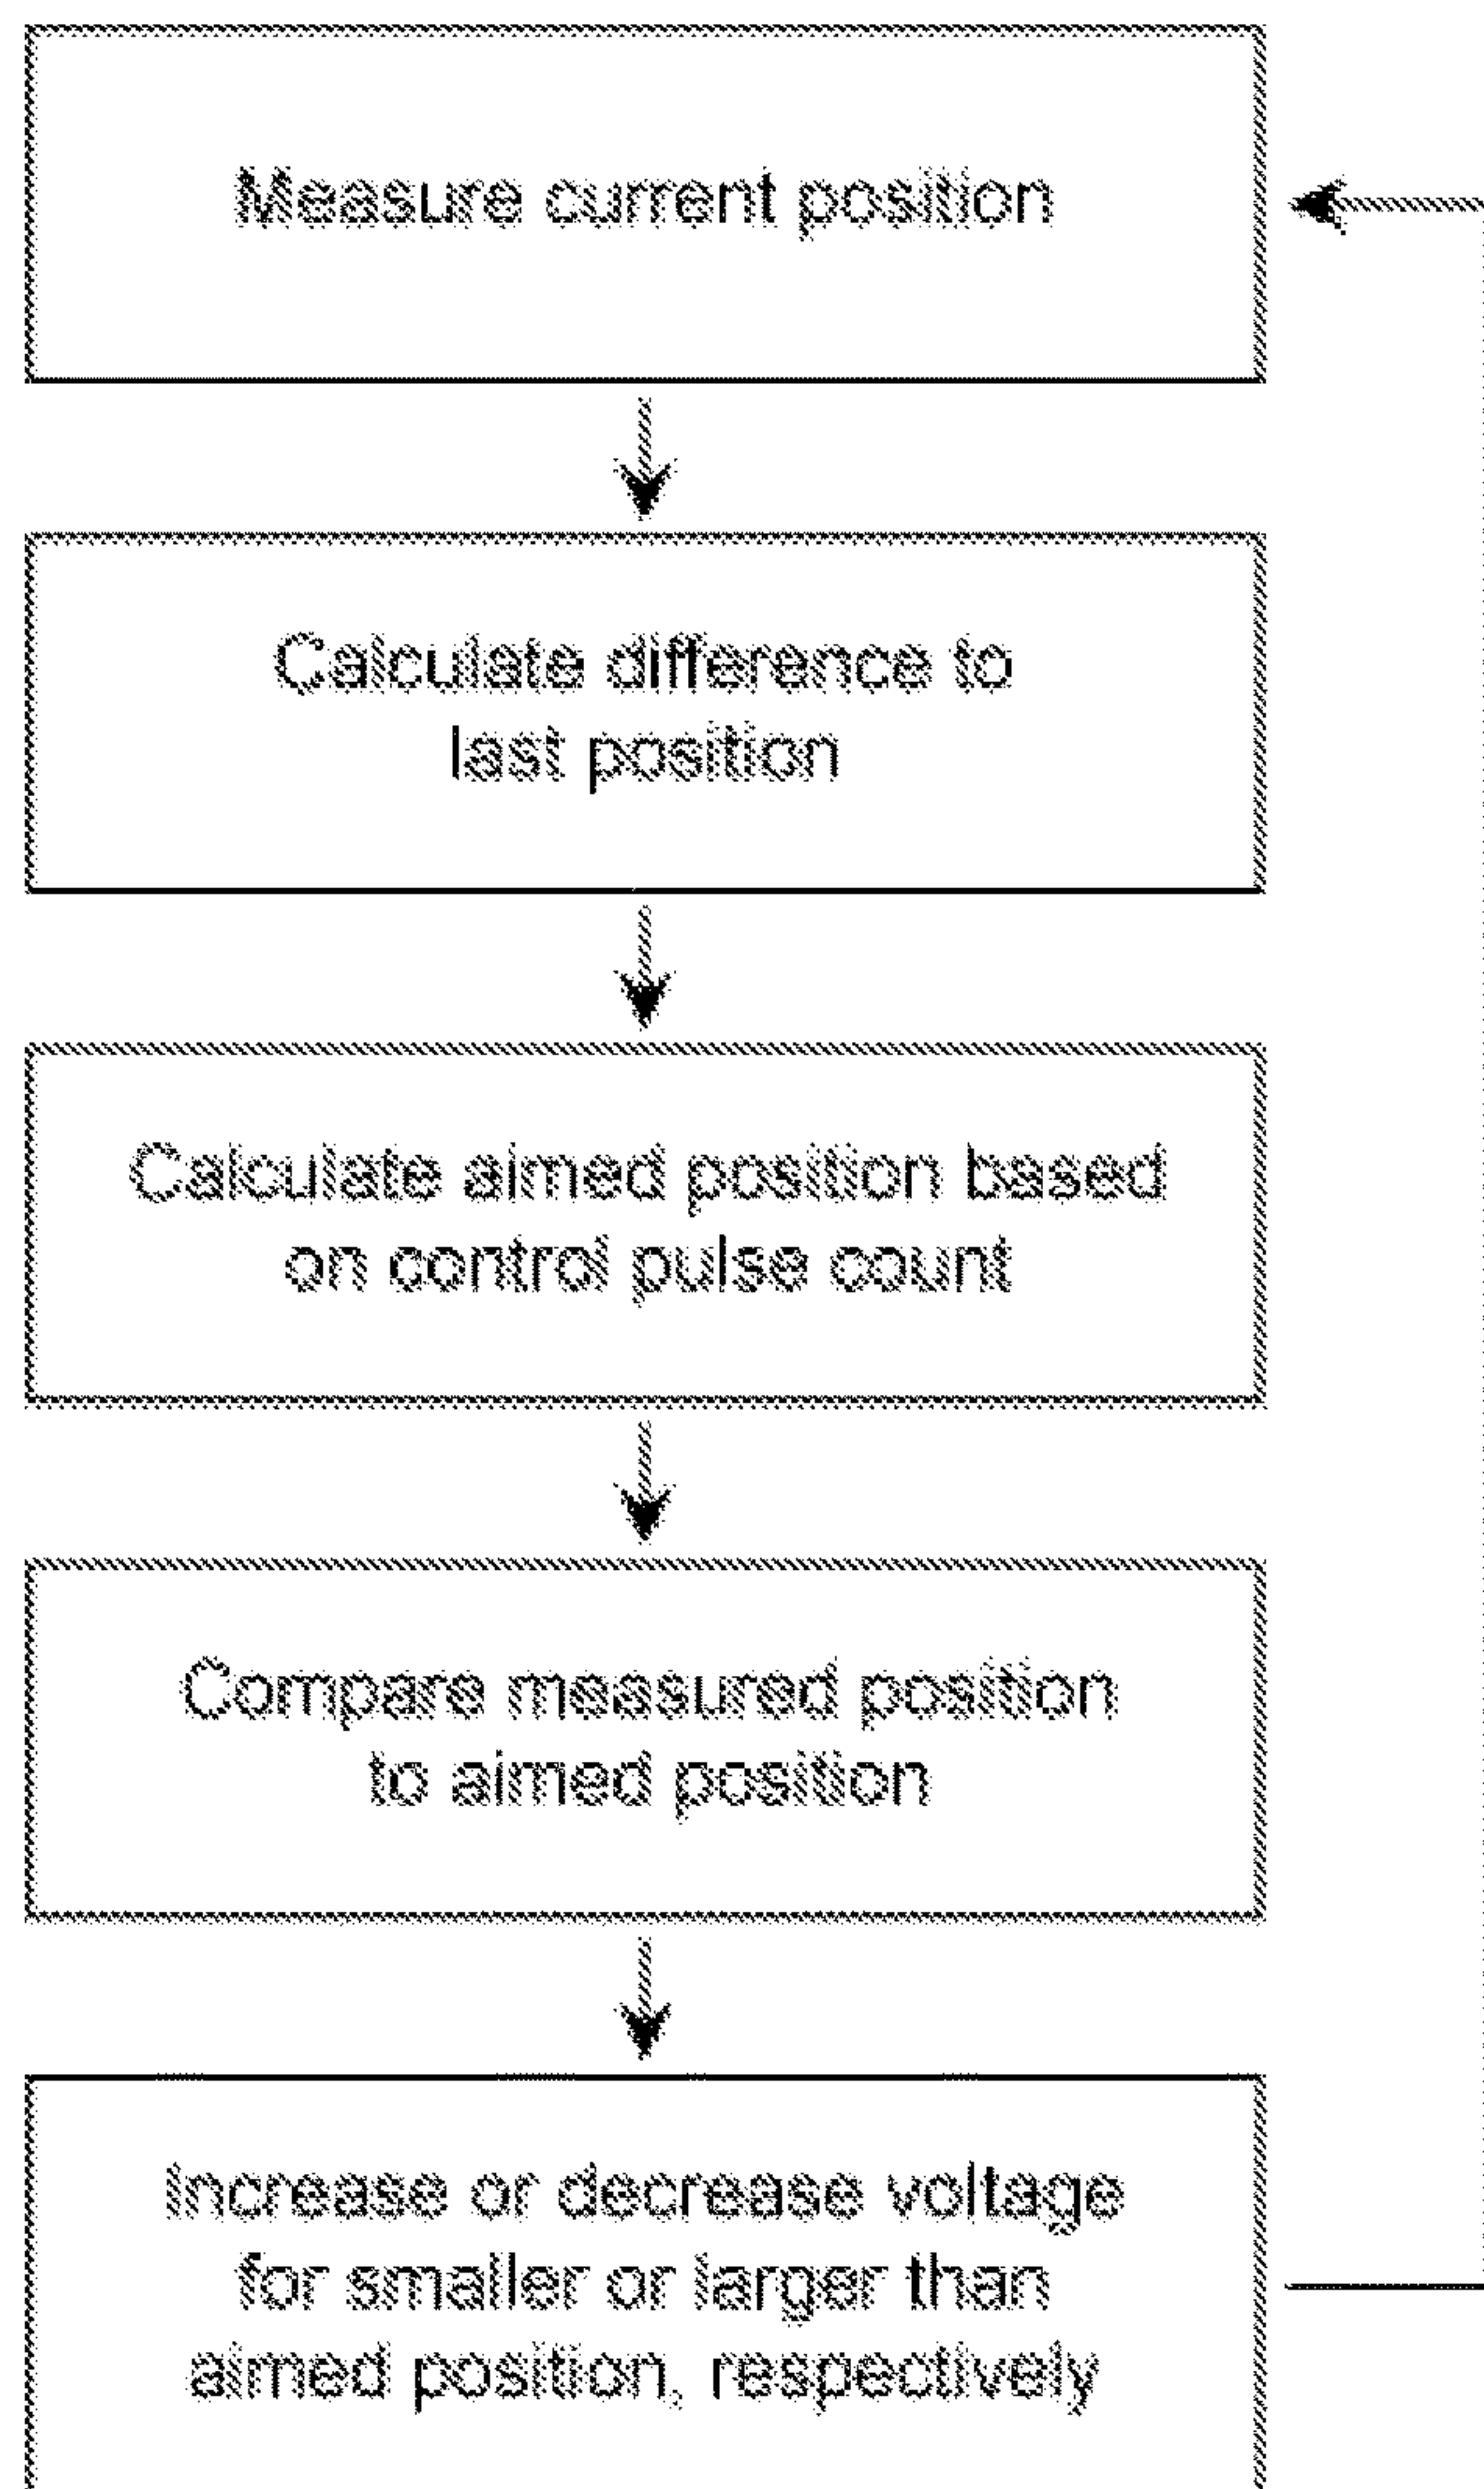 Measure current position
Calculate difference to
last position
Calculate aimed position based
on control pulse count
Compare measured position
to aimed position
Increase or decrease voltage
for smaller or larger than
aimed position, respectively